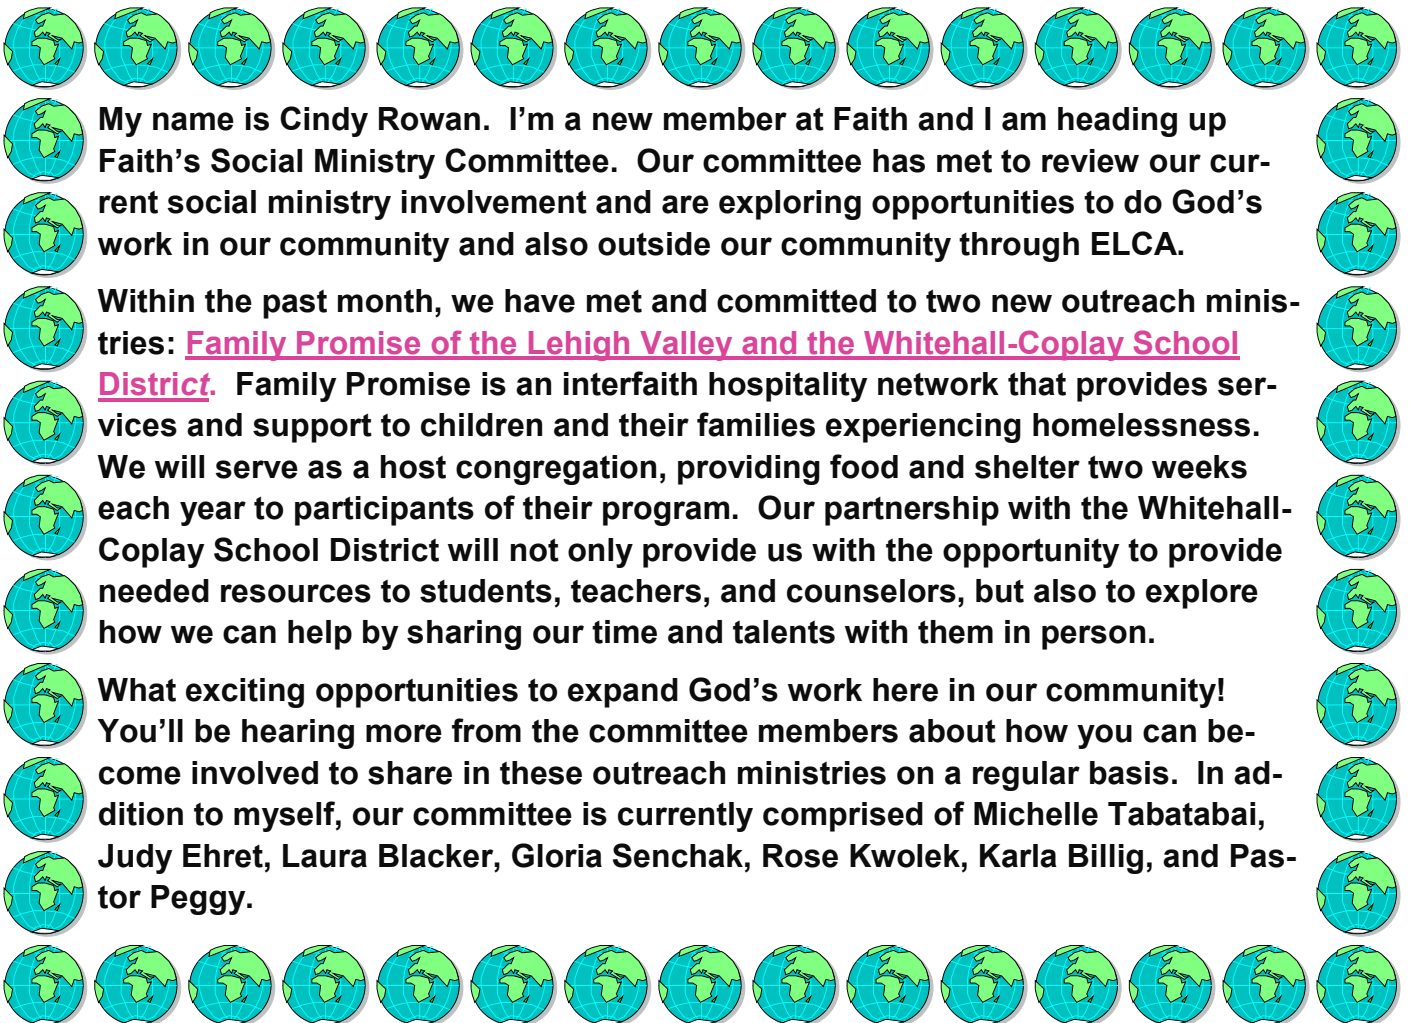 My name is Cindy Rowan.  I’m a new member at Faith and I am heading up
Faith’s Social Ministry Committee.  Our committee has met to review our cur-
rent social ministry involvement and are exploring opportunities to do God’s
work in our community and also outside our community through ELCA.
Within the past month, we have met and committed to two new outreach minis-
tries: Family Promise of the Lehigh Valley and the Whitehall-Coplay School
District.  Family Promise is an interfaith hospitality network that provides ser-
vices and support to children and their families experiencing homelessness.
We will serve as a host congregation, providing food and shelter two weeks
each year to participants of their program.  Our partnership with the Whitehall-
Coplay School District will not only provide us with the opportunity to provide
needed resources to students, teachers, and counselors, but also to explore
how we can help by sharing our time and talents with them in person.
What exciting opportunities to expand God’s work here in our community!
You’ll be hearing more from the committee members about how you can be-
come involved to share in these outreach ministries on a regular basis.  In ad-
dition to myself, our committee is currently comprised of Michelle Tabatabai,
Judy Ehret, Laura Blacker, Gloria Senchak, Rose Kwolek, Karla Billig, and Pas-
tor Peggy.